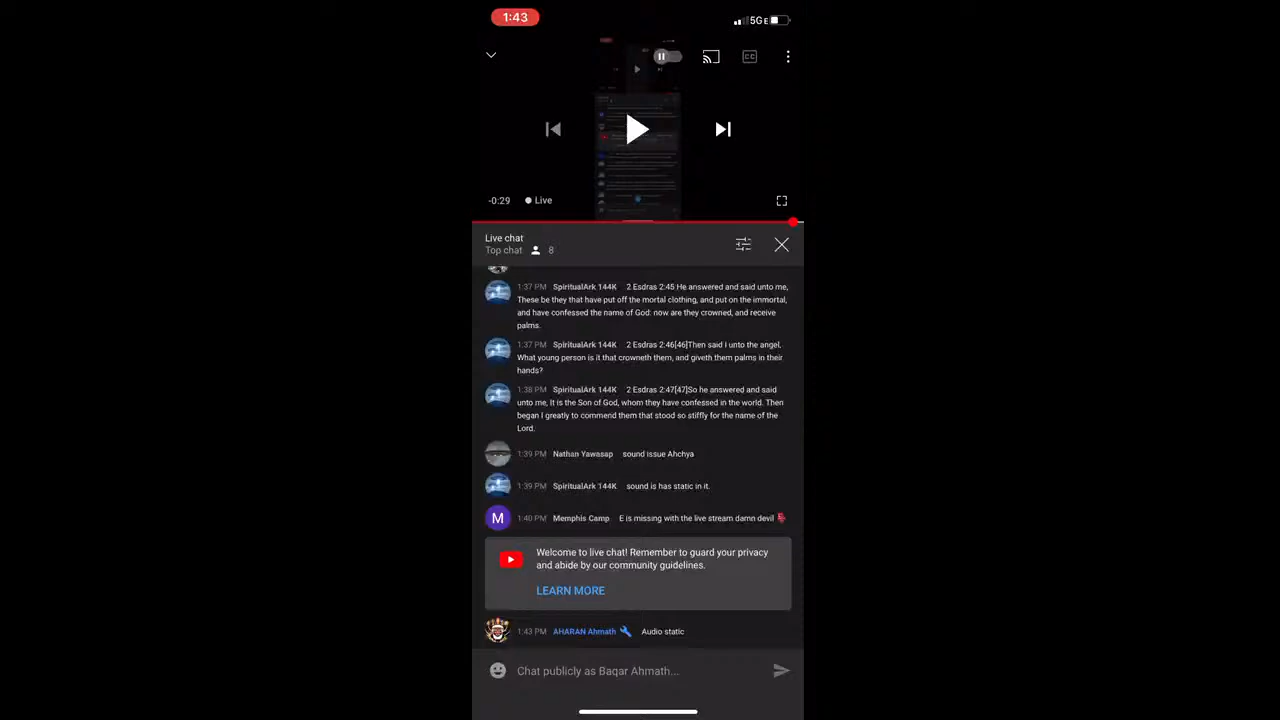 1:43
5GE
CC
-0:29 Live
Live chat
Top chat 8
1:37 PM SpiritualArk 144K 2 Esdras 2:45 He answered and said unto me,
These be they that have put off the mortal clothing, and put on the immortal,
and have confessed the name of God: now are they crowned, and receive
palms.
1:37 PM SpiritualArk 144K 2 Esdras 2:46[46]Then said I unto the angel,
What young person is it that crowneth them, and giveth them palms in their
hands?
1:38 PM SpiritualArk 144K 2 Esdras 2:47[47]So he answered and said
unto me, It is the Son of God, whom they have confessed in the world. Then
began I greatly to commend them that stood so stiffly for the name of the
Lord.
1:39 PM Nathan Yawasap sound issue Ahchya
1:39 PM SpiritualArk 144K sound is has static in it.
M 1:40 PM Memphis Camp E is missing with the live stream damn devil
Welcome to live chat! Remember to guard your privacy
and abide by our community guidelines.
LEARN MORE
1:43 PM AHARAN Ahmath Audio static
Chat publicly as Baqar Ahmath...